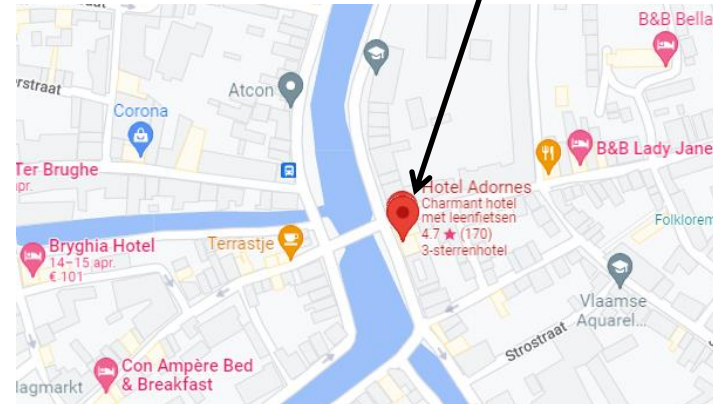 B&B Bella
rstraat
Atcon
Corona
B&B Lady Jane
Ter Brughe
apr.
Hotel Adornes
Charmant hotel
met leenfietsen
4.7 ★ (170)
3-sterrenhotel
Folklorem
Bryghia Hotel
14–15 apr.
€ 101
Terrastje
Vlaamse
Aquarel...
Strostraat
Con Ampère Bed
& Breakfast
lagmarkt